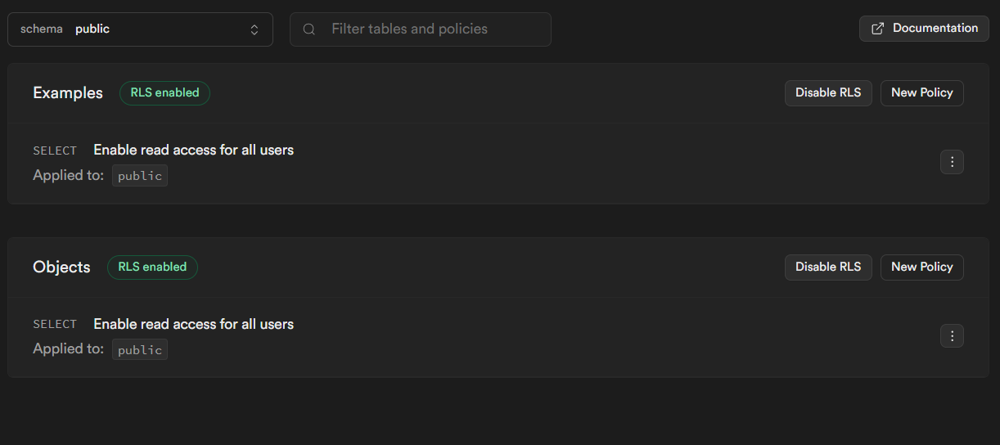 schema public Filter tables and policies Documentation
Examples RLS enabled Disable RLS New Policy
SELECT Enable read access for all users
Applied to: public
Objects RLS enabled Disable RLS New Policy
SELECT Enable read access for all users
Applied to: public